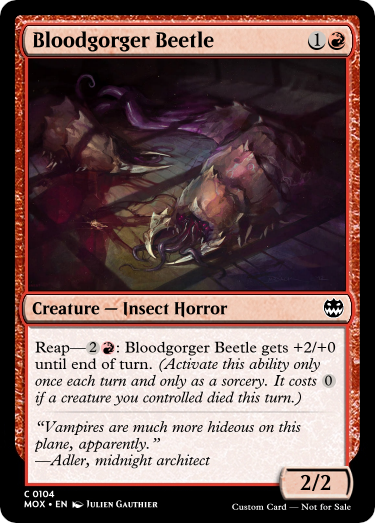 Bloodgorger Beetle 1
Creature — Insect Horror
Reap—2 : Bloodgorger Beetle gets +2/+0
until end of turn. (Activate this ability only
once each turn and only as a sorcery. It costs 0
if a creature you controlled died this turn.)
“Vampires are much more hideous on this
plane, apparently.”
—Adler, midnight architect
2/2
C 0104
MOX • EN Julien Gauthier
Custom Card — Not for Sale